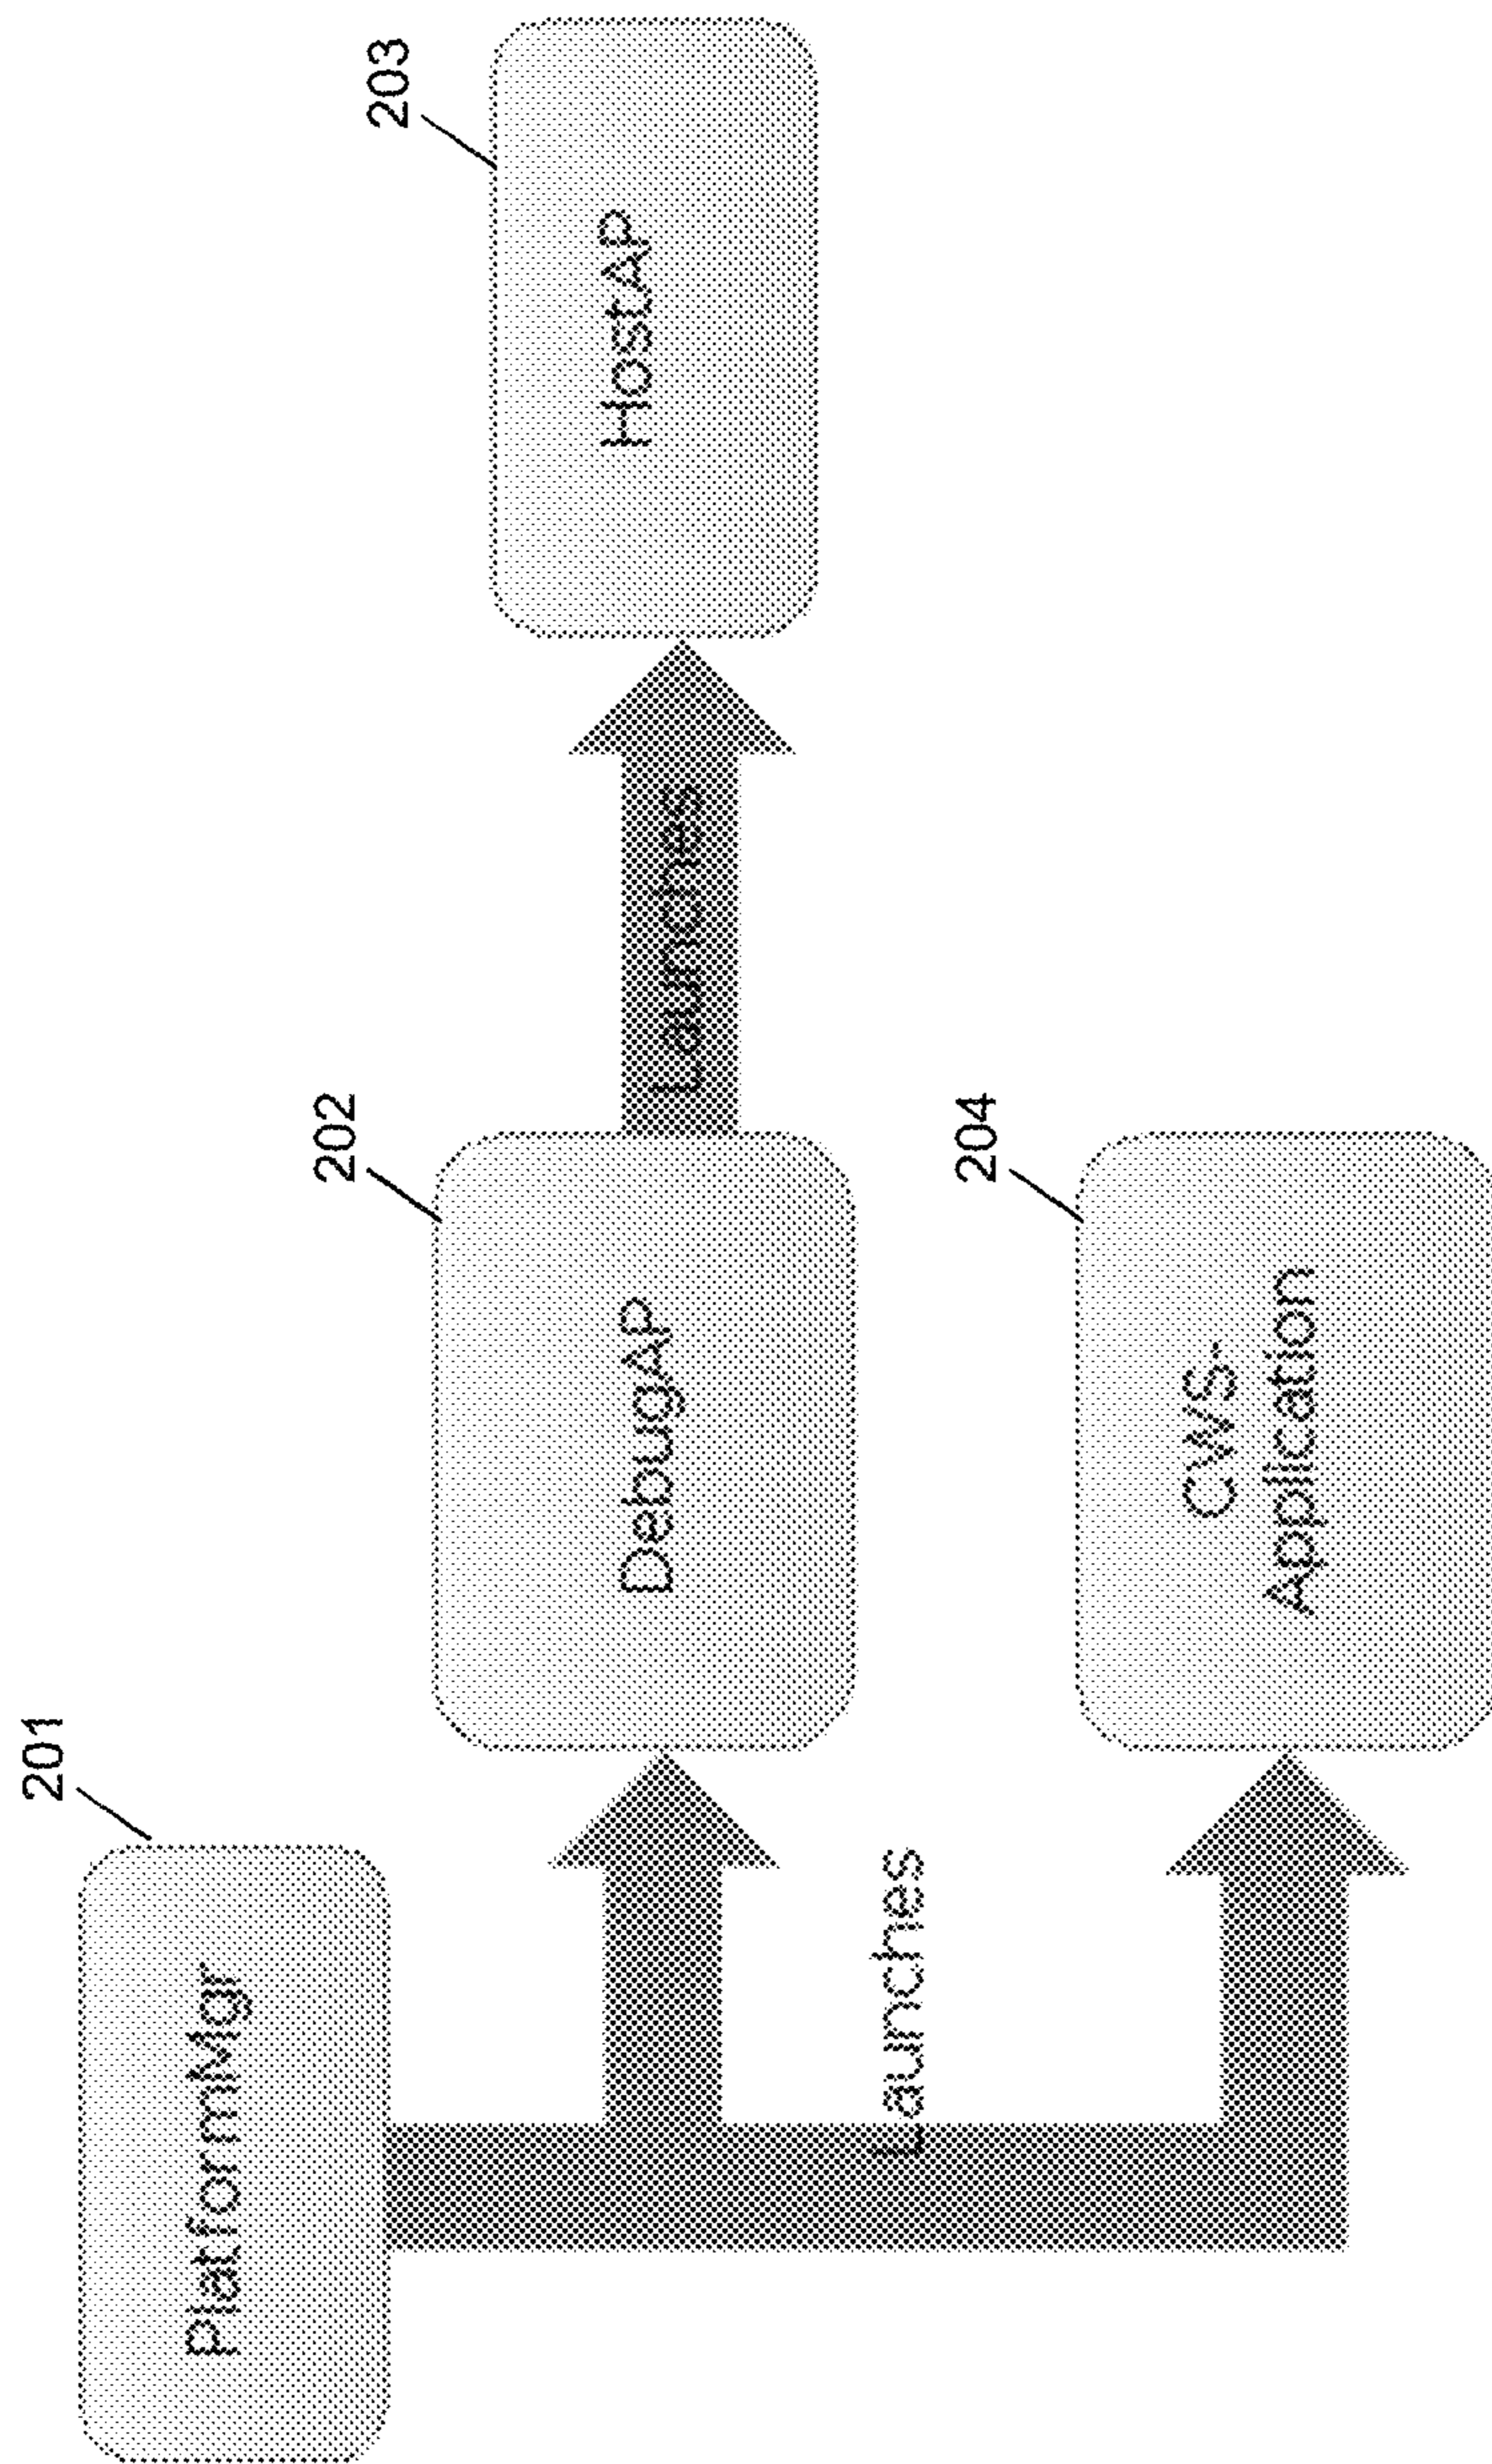 201
PlatformMgr
202
DebugAP
Launches
203
HostAP
Launches
204
CWS-
Application